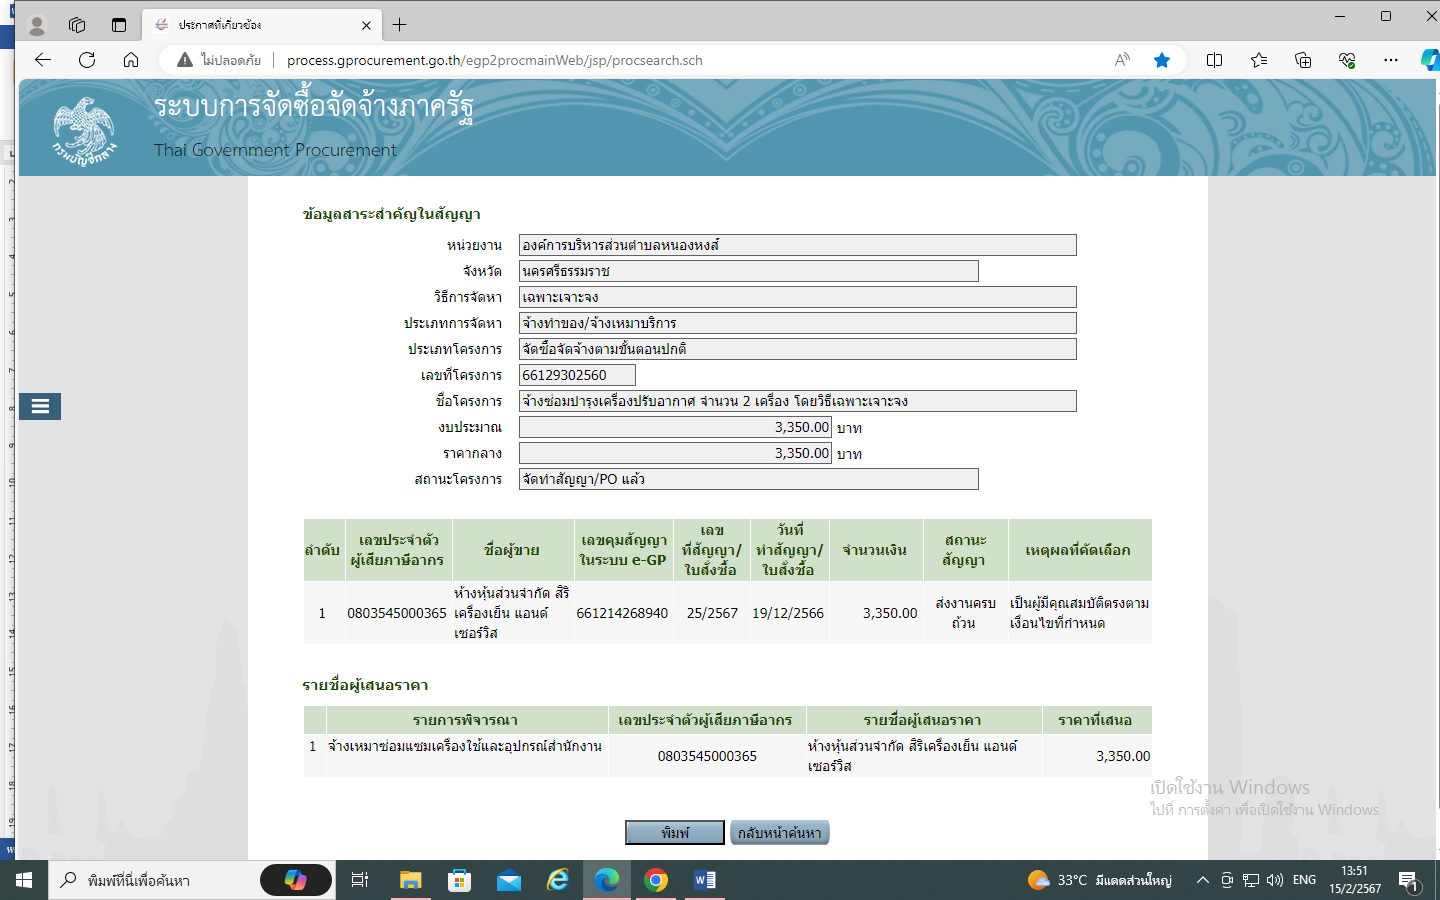 ประกาศที่เกี่ยวข้อง
ไม่ปลอดภัย
process.gprocurement.go.th/egp2procmainWeb/jsp/procsearch.sch
ระบบการจัดซื้อจัดจ้างภาครัฐ
Thai Government Procurement
กรมบัญชีกลาง
ข้อมูลสาระสำคัญในสัญญา
หน่วยงาน องค์การบริหารส่วนตำบลหนองหงส์
จังหวัด นครศรีธรรมราช
วิธีการจัดหา เฉพาะเจาะจง
ประเภทการจัดหา จ้างทำของ/จ้างเหมาบริการ
ประเภทโครงการ จัดซื้อจัดจ้างตามขั้นตอนปกติ
เลขที่โครงการ 66129302560
ชื่อโครงการ จ้างซ่อมบำรุงเครื่องปรับอากาศ จำนวน 2 เครื่อง โดยวิธีเฉพาะเจาะจง
งบประมาณ 3,350.00 บาท
ราคากลาง 3,350.00 บาท
สถานะโครงการ จัดทำสัญญา/PO แล้ว
ลำดับ
เลขประจำตัว
ผู้เสียภาษีอากร
ชื่อผู้ขาย
เลขคุมสัญญา
ในระบบ e-GP
เลข
ที่สัญญา/
ใบสั่งซื้อ
วันที่
ทำสัญญา/
ใบสั่งซื้อ
จำนวนเงิน
สถานะ
สัญญา
เหตุผลที่คัดเลือก
1
0803545000365
ห้างหุ้นส่วนจำกัด สิริ
เครื่องเย็น แอนด์
เซอร์วิส
661214268940
25/2567
19/12/2566
3,350.00
ส่งงานครบ
ถ้วน
เป็นผู้มีคุณสมบัติตรงตาม
เงื่อนไขที่กำหนด
รายชื่อผู้เสนอราคา
รายการพิจารณา เลขประจำตัวผู้เสียภาษีอากร รายชื่อผู้เสนอราคา ราคาที่เสนอ
1 จ้างเหมาซ่อมแซมเครื่องใช้และอุปกรณ์สำนักงาน
0803545000365
ห้างหุ้นส่วนจำกัด สิริเครื่องเย็น แอนด์
เซอร์วิส
3,350.00
เปิดใช้งาน Windows
ไปที่ การตั้งค่า เพื่อเปิดใช้งาน Windows
พิมพ์ กลับหน้าค้นหา
พิมพ์ที่นี่เพื่อค้นหา
33°C มีแดดส่วนใหญ่
ENG
13:51
15/2/2567
1